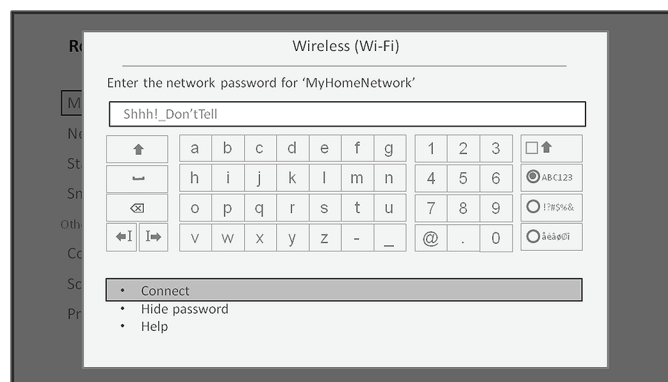 Wireless (Wi-Fi)
Enter the network password for ‘MyHomeNetwork’
Shhh!_Don’tTell
a b c d e f g 1 2 3
h i j k l m n 4 5 6 ABC123
o p q r s t u 7 8 9 !?#$%&
v w x y z - _ @ . 0
• Connect
• Hide password
• Help